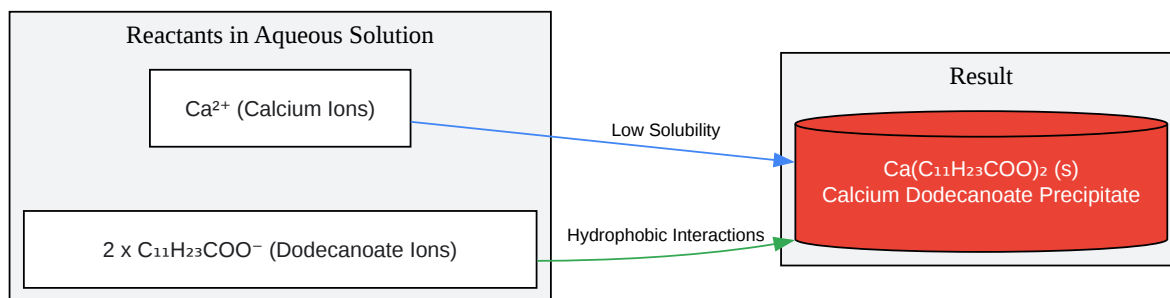 Reactants in Aqueous Solution
Ca²⁺ (Calcium Ions)
2 x C₁₁H₂₃COO⁻ (Dodecanoate Ions)
Low Solubility
Hydrophobic Interactions
Result
Ca(C₁₁H₂₃COO)₂ (s)
Calcium Dodecanoate Precipitate